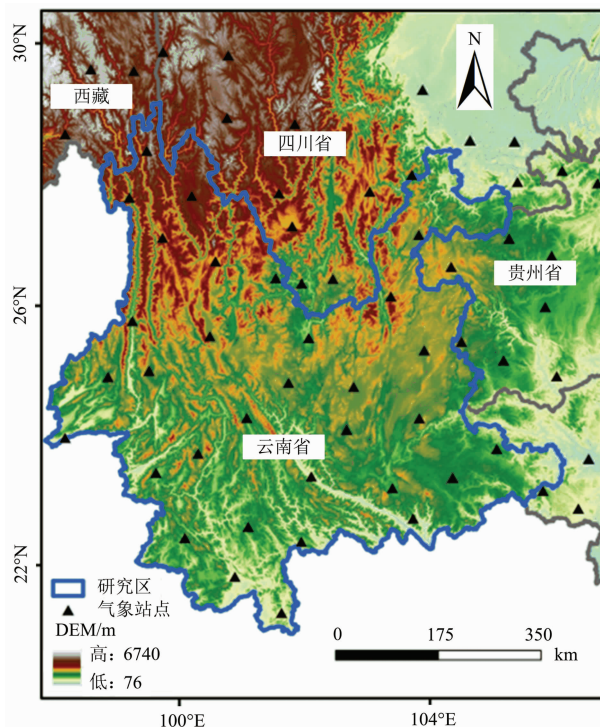 30°N
N
西藏
四川省
贵州省
26°N
云南省
22°N
研究区
气象站点
DEM/m
高：6740
低：76
0 175 350
km
100°E 104°E